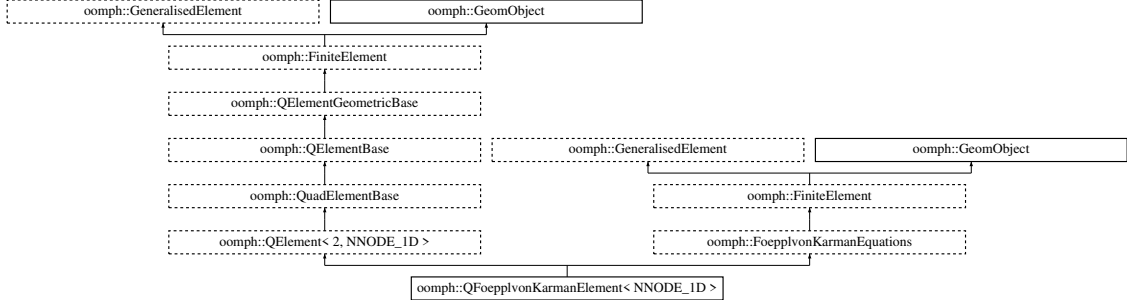 oomph::GeneralisedElement
oomph::GeomObject
oomph::FiniteElement
oomph::QElementGeometricBase
oomph::QElementBase
oomph::GeneralisedElement
oomph::GeomObject
oomph::QuadElementBase
oomph::FiniteElement
oomph::QElement< 2, NNODE_1D >
oomph::FoepplvonKarmanEquations
oomph::QFoepplvonKarmanElement< NNODE_1D >